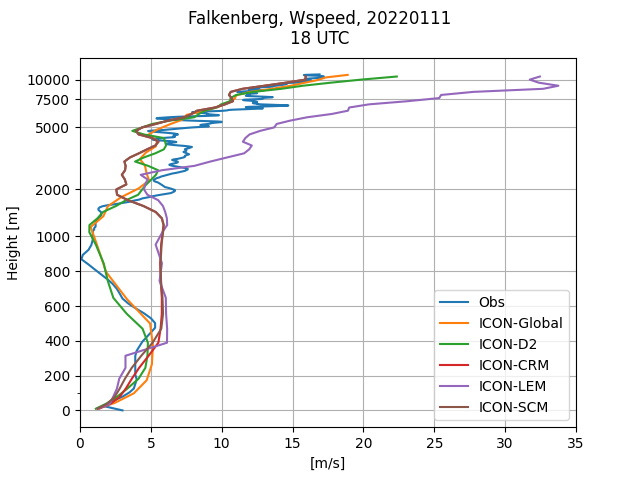 Falkenberg, Wspeed, 20220111
18 UTC
Height [m]
10000
7500
5000
2000
1000
800
600
400
200
0
Obs
ICON-Global
ICON-D2
ICON-CRM
ICON-LEM
ICON-SCM
0 5 10 15 20 25 30 35
[m/s]